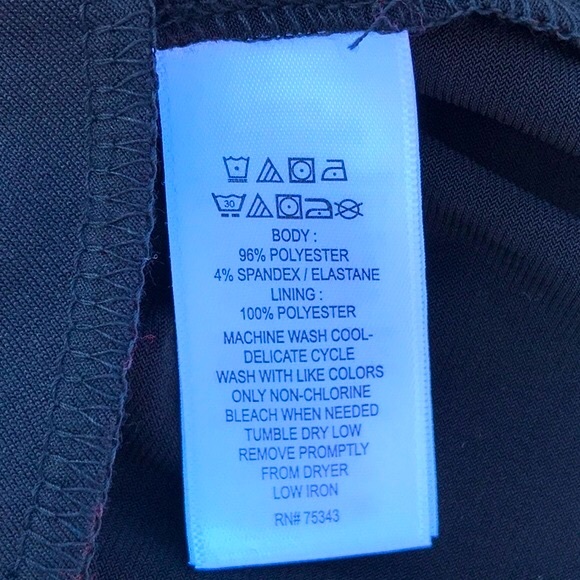 30
BODY :
96% POLYESTER
4% SPANDEX / ELASTANE
LINING :
100% POLYESTER
MACHINE WASH COOL-
DELICATE CYCLE
WASH WITH LIKE COLORS
ONLY NON-CHLORINE
BLEACH WHEN NEEDED
TUMBLE DRY LOW
REMOVE PROMPTLY
FROM DRYER
LOW IRON
RN# 75343